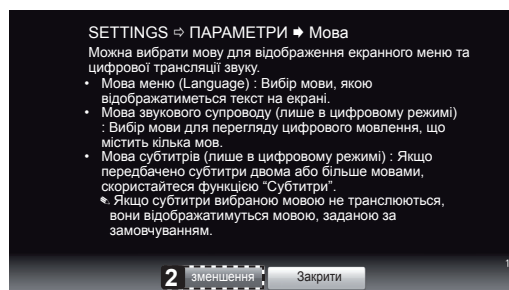 SETTINGS ⇨ ПАРАМЕТРИ ➡ Мова
Можна вибрати мову для відображення екранного меню та
цифрової трансляції звуку.
• Мова меню (Language) : Вибір мови, якою
відображатиметься текст на екрані.
• Мова звукового супроводу (лише в цифровому режимі)
: Вибір мови для перегляду цифрового мовлення, що
містить кілька мов.
• Мова субтитрів (лише в цифровому режимі) : Якщо
передбачено субтитри двома або більше мовами,
скористайтеся функцією “Субтитри”.
✎ Якщо субтитри вибраною мовою не транслюються,
вони відображатимуться мовою, заданою за
замовчуванням.
1
2 зменшення Закрити